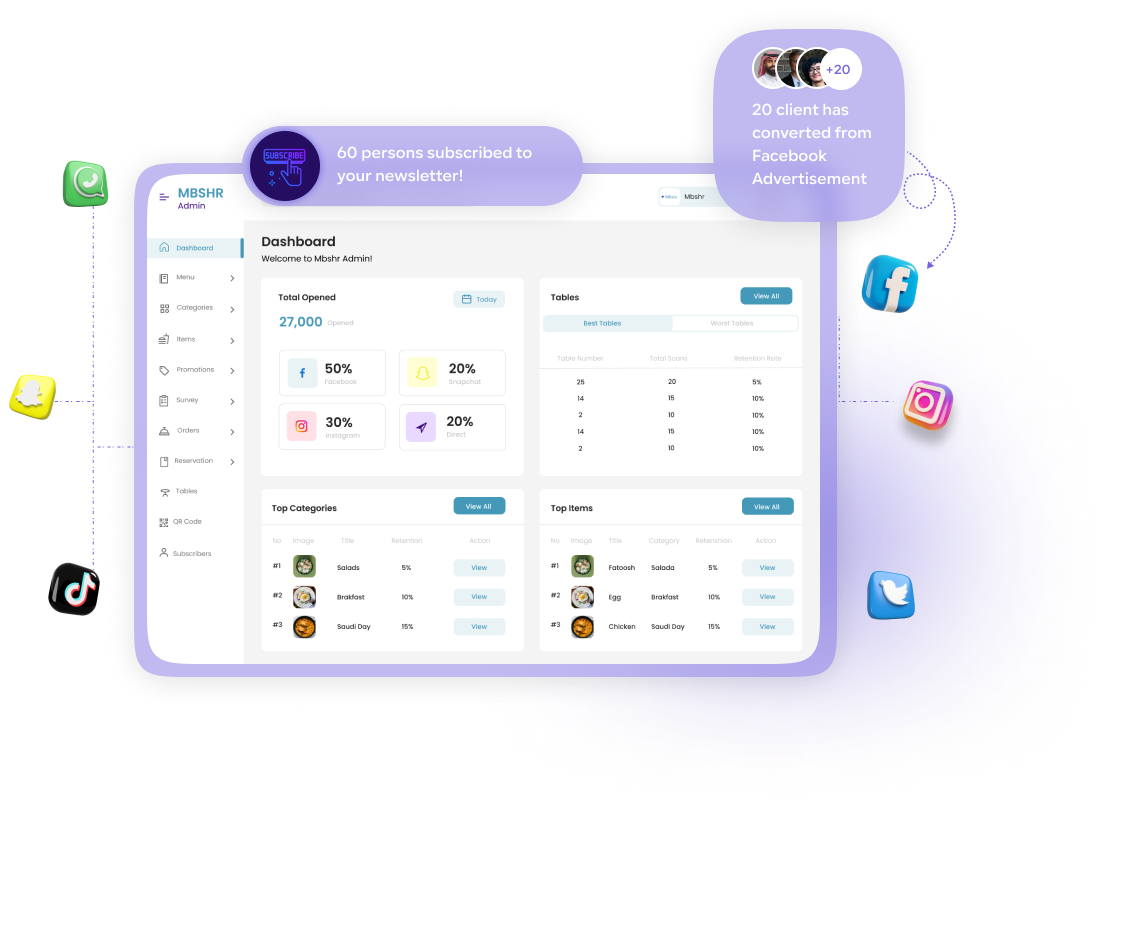 +20
20 client has
converted from
Facebook
Advertisement
SUBSCRIBE
60 persons subscribed to
your newsletter!
MBSHR
Admin
Mbshr
Dashboard
Menu
Categories
Items
Promotions
Survey
Orders
Reservation
Tables
QR Code
Subscribers
Dashboard
Welcome to Mbshr Admin!
Total Opened
Today
27,000 Opened
50%
Facebook
20%
Snapchat
30%
Instagram
20%
Direct
Tables
View All
Best Tables Worst Tables
Table Number Total Scans Retention Rate
25 20 5%
14 15 10%
2 10 10%
14 15 10%
2 10 10%
Top Categories
View All
No Image Title Retention Action
#1 Salads 5% View
#2 Brakfast 10% View
#3 Saudi Day 15% View
Top Items
View All
No Image Title Category Retenshion Action
#1 Fatoosh Salada 5% View
#2 Egg Brakfast 10% View
#3 Chicken Saudi Day 15% View